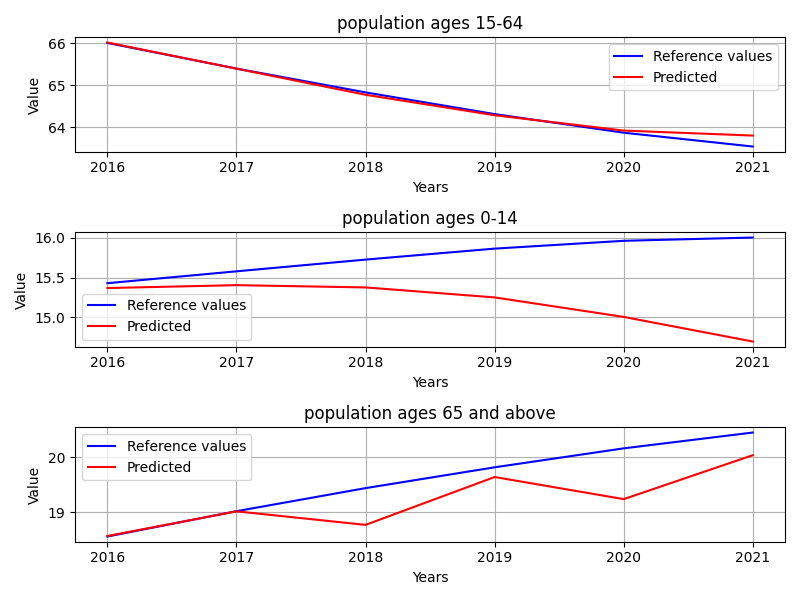 population ages 15-64
66
65
64
Value
Reference values
Predicted
2016 2017 2018 2019 2020 2021
Years
population ages 0-14
16.0
15.5
15.0
Value
Reference values
Predicted
2016 2017 2018 2019 2020 2021
Years
population ages 65 and above
20
19
Value
Reference values
Predicted
2016 2017 2018 2019 2020 2021
Years